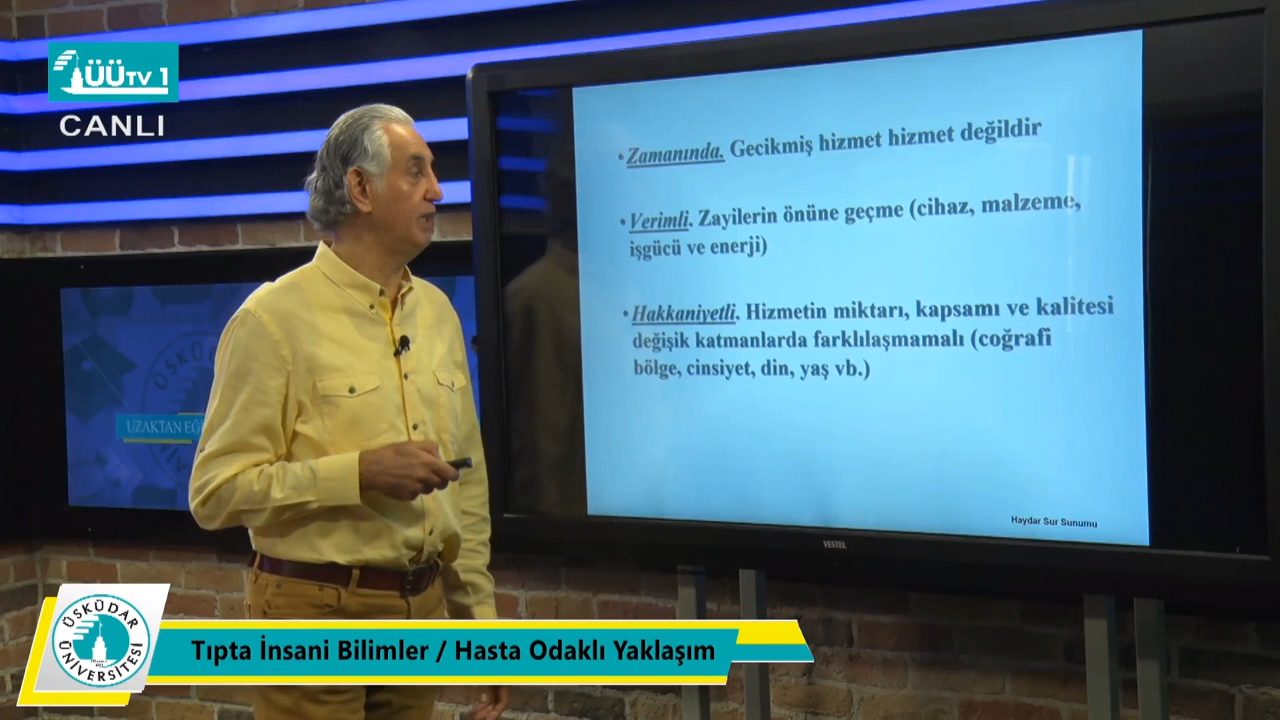 ÜÜTV 1
CANLI
• Zamanında. Gecikmiş hizmet hizmet değildir
• Verimli. Zayilerin önüne geçme (cihaz, malzeme,
işgücü ve enerji)
• Hakkaniyetli. Hizmetin miktarı, kapsamı ve kalitesi
değişik katmanlarda farklılaşmamalı (coğrafi
bölge, cinsiyet, din, yaş vb.)
Haydar Sur Sunumu
VESTEL
UZAKTAN
ÜSKÜDAR
ÜNİVERSİTESİ
Tıpta İnsani Bilimler / Hasta Odaklı Yaklaşım